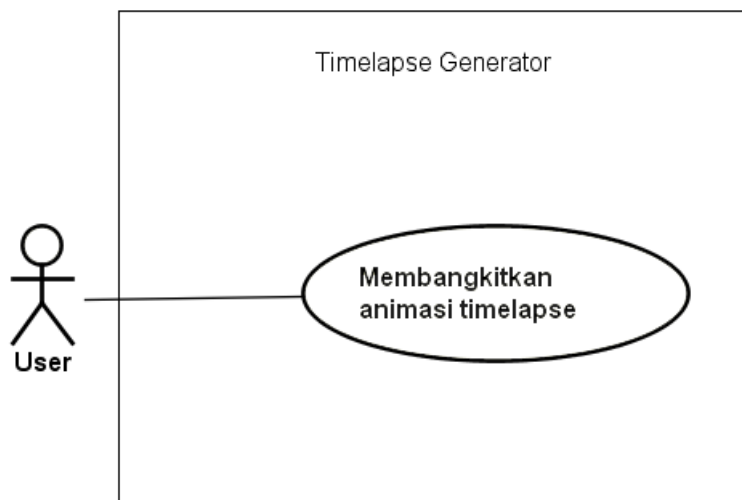 Timelapse Generator
Membangkitkan
animasi timelapse
User